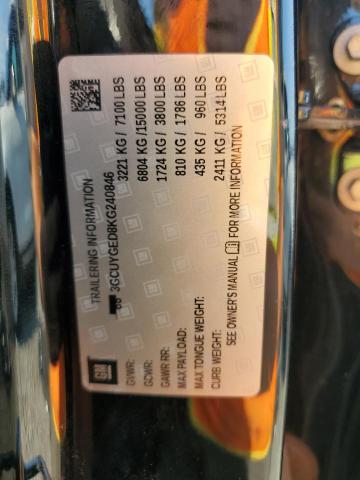 GM
TRAILERING INFORMATION
3GCUYGED8KG240846
GVWR: 3221 KG / 7100 LBS
GCWR: 6804 KG / 15000 LBS
GAWR RR: 1724 KG / 3800 LBS
MAX PAYLOAD: 810 KG / 1786 LBS
MAX TONGUE WEIGHT: 435 KG / 960 LBS
CURB WEIGHT: 2411 KG / 5314 LBS
SEE OWNER'S MANUAL FOR MORE INFORMATION